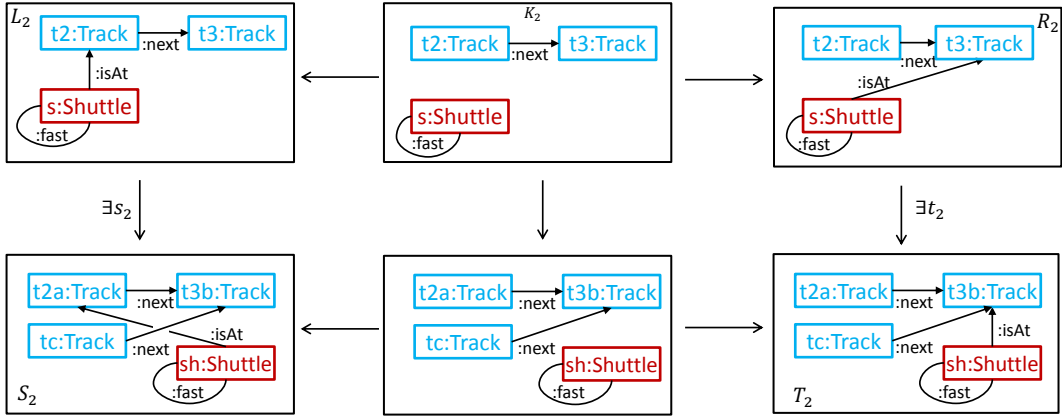 L₂
t2:Track
:next
t3:Track
:isAt
s:Shuttle
:fast
K₂
t2:Track
:next
t3:Track
s:Shuttle
:fast
R₂
t2:Track
:next
t3:Track
:isAt
s:Shuttle
:fast
∃s₂
∃t₂
t2a:Track
:next
t3b:Track
tc:Track
:next
:isAt
sh:Shuttle
:fast
S₂
t2a:Track
:next
t3b:Track
tc:Track
:next
sh:Shuttle
:fast
t2a:Track
:next
t3b:Track
tc:Track
:next
:isAt
sh:Shuttle
:fast
T₂